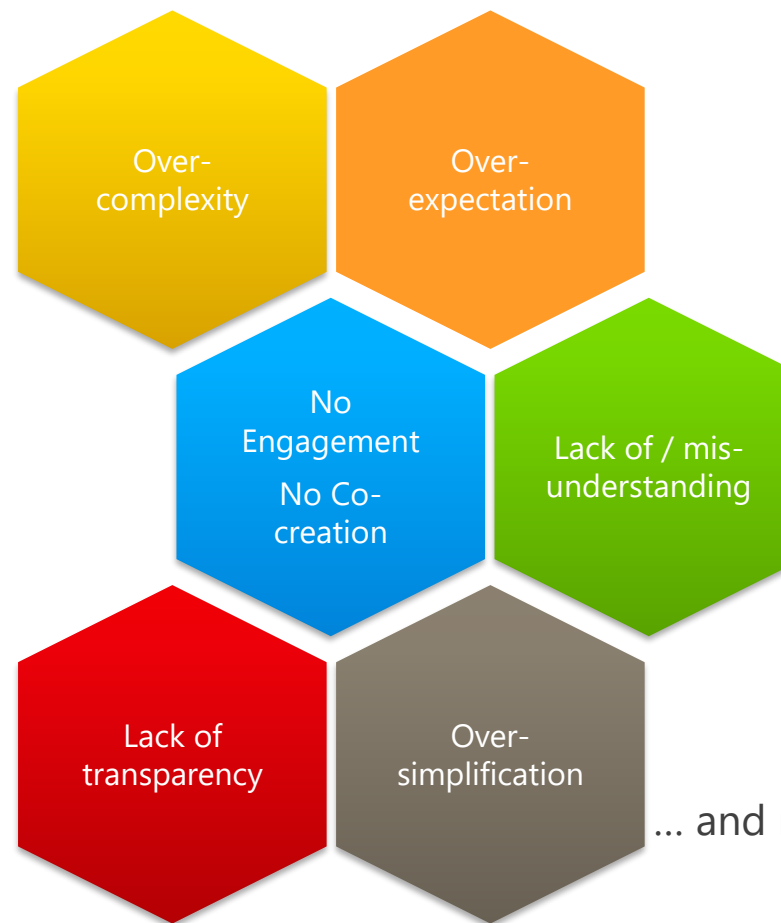 Over-
complexity
Over-
expectation
No
Engagement
No Co-
creation
Lack of / mis-
understanding
Lack of
transparency
Over-
simplification
... and